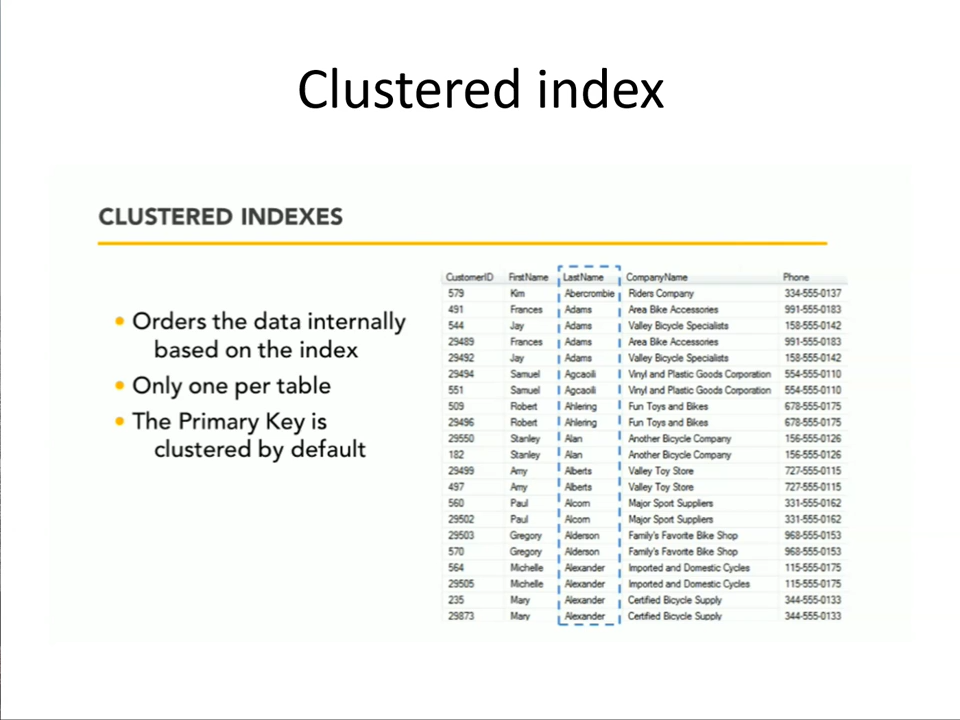 Clustered index
CLUSTERED INDEXES
• Orders the data internally
based on the index
• Only one per table
• The Primary Key is
clustered by default
CustomerID FirstName LastName CompanyName Phone
579 Kim Abercrombie Riders Company 334-555-0137
491 Frances Adams Area Bike Accessories 991-555-0183
544 Jay Adams Valley Bicycle Specialists 158-555-0142
29489 Frances Adams Area Bike Accessories 991-555-0183
29492 Jay Adams Valley Bicycle Specialists 158-555-0142
29494 Samuel Agcaoili Vinyl and Plastic Goods Corporation 554-555-0110
551 Samuel Agcaoili Vinyl and Plastic Goods Corporation 554-555-0110
509 Robert Ahlering Fun Toys and Bikes 678-555-0175
29496 Robert Ahlering Fun Toys and Bikes 678-555-0175
29550 Stanley Alan Another Bicycle Company 156-555-0126
182 Stanley Alan Another Bicycle Company 156-555-0126
29499 Amy Alberts Valley Toy Store 727-555-0115
497 Amy Alberts Valley Toy Store 727-555-0115
560 Paul Alcorn Major Sport Suppliers 331-555-0162
29502 Paul Alcorn Major Sport Suppliers 331-555-0162
29503 Gregory Alderson Family's Favorite Bike Shop 968-555-0153
570 Gregory Alderson Family's Favorite Bike Shop 968-555-0153
564 Michelle Alexander Imported and Domestic Cycles 115-555-0175
29505 Michelle Alexander Imported and Domestic Cycles 115-555-0175
235 Mary Alexander Certified Bicycle Supply 344-555-0133
29873 Mary Alexander Certified Bicycle Supply 344-555-0133